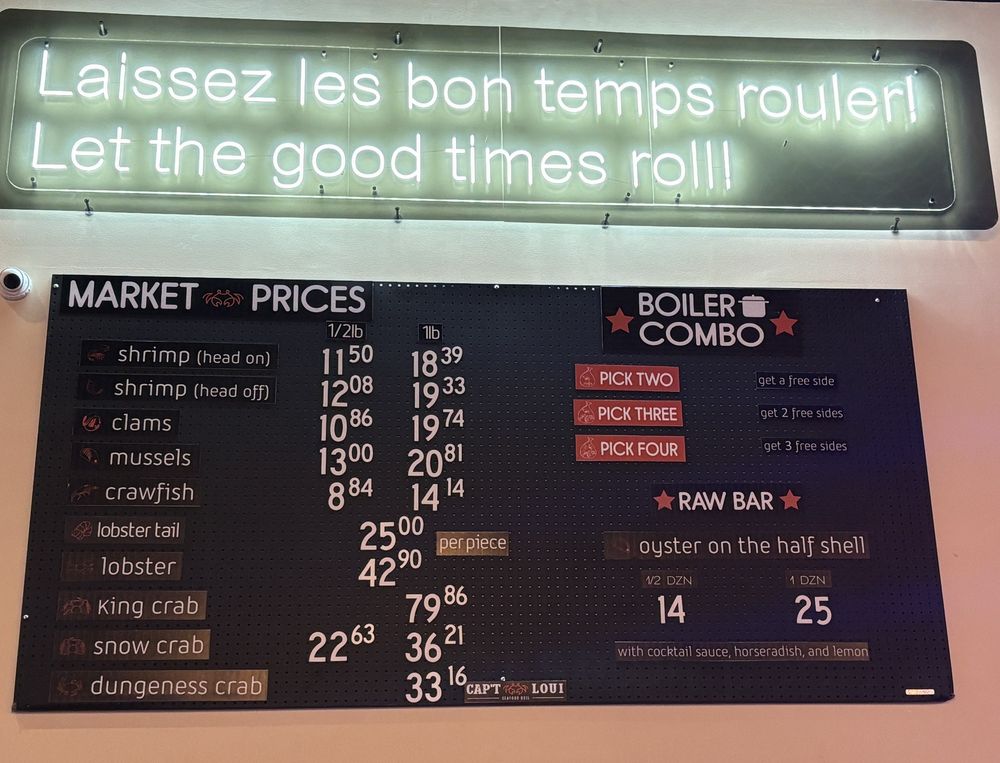 Laissez les bon temps rouler!
Let the good times roll!
MARKET PRICES
1/2lb 1lb
shrimp (head on) 11 50 18 39
shrimp (head off) 12 08 19 33
clams 10 86 19 74
mussels 13 00 20 81
crawfish 8 84 14 14
lobster tail 25 00 per piece
lobster 42 90
King crab 79 86
snow crab 22 63 36 21
dungeness crab 33 16
CAP'T LOUI
SEAFOOD BOIL
BOILER
COMBO
PICK TWO get a free side
PICK THREE get 2 free sides
PICK FOUR get 3 free sides
RAW BAR
oyster on the half shell
1/2 DZN 1 DZN
14 25
with cocktail sauce, horseradish, and lemon